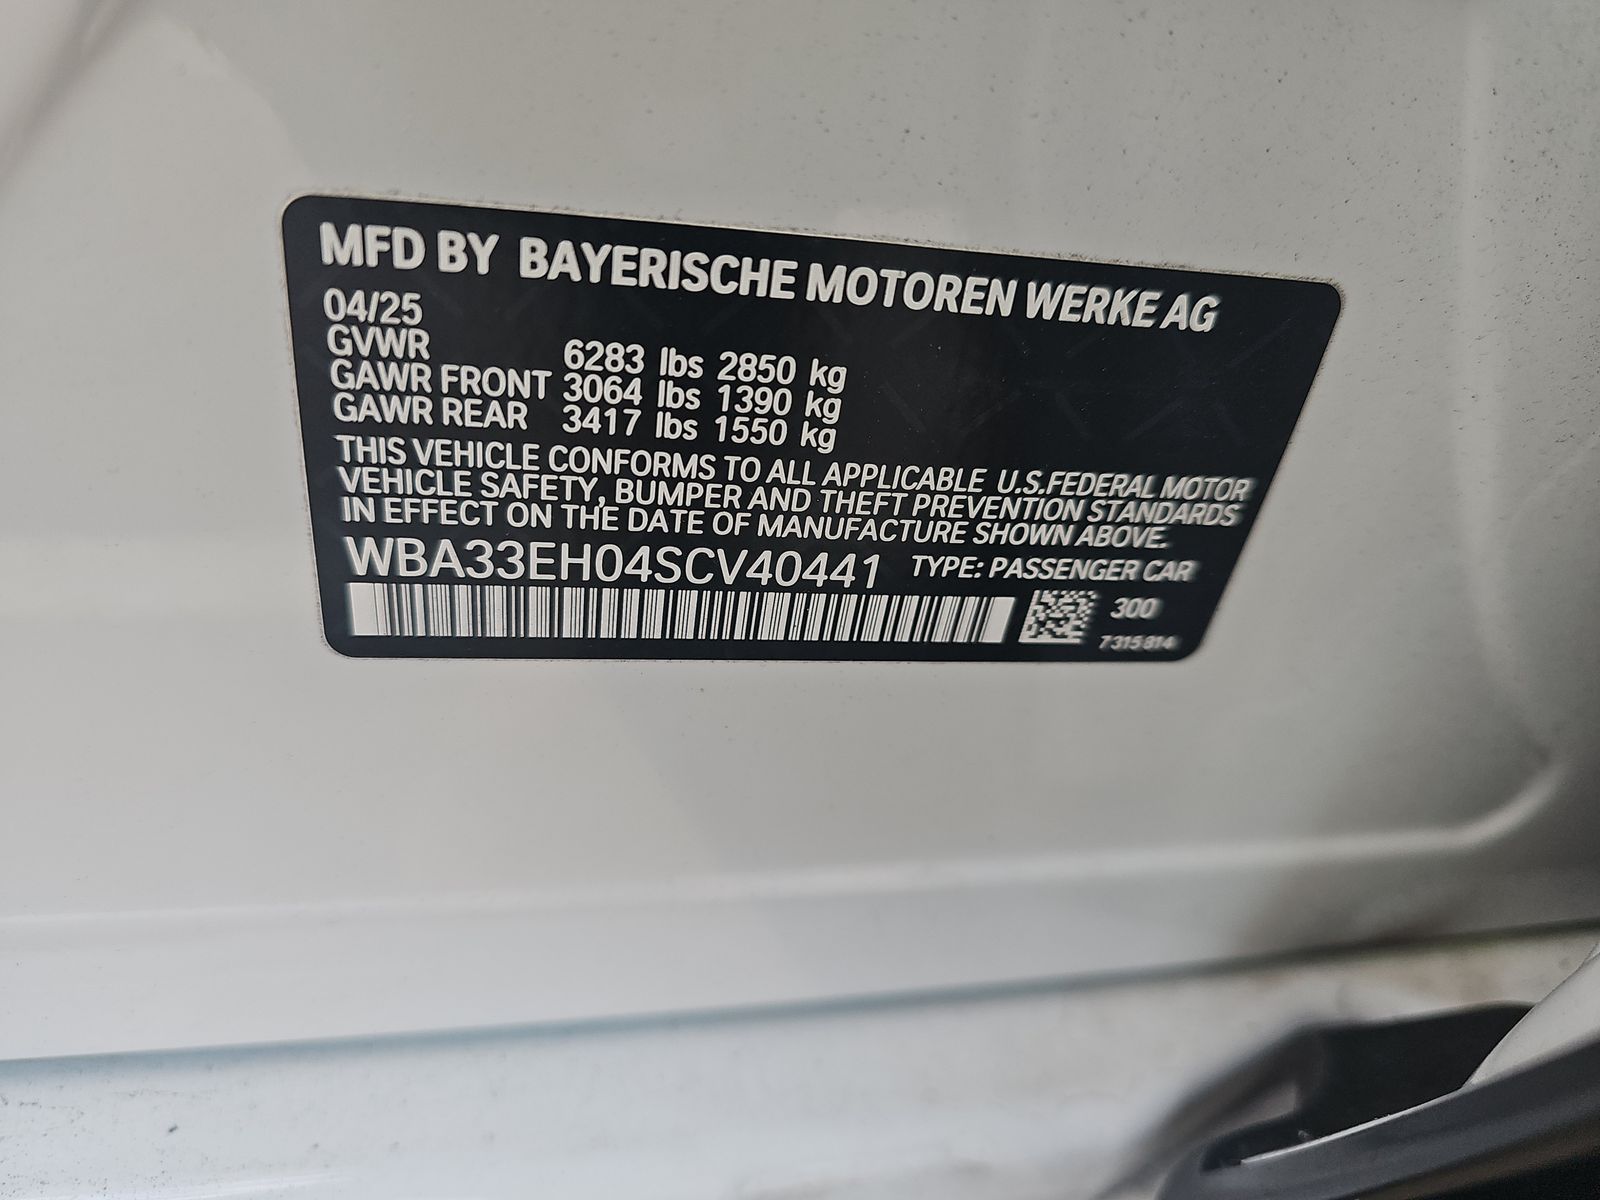 MFD BY BAYERISCHE MOTOREN WERKE AG
04/25
GVWR 6283 lbs 2850 kg
GAWR FRONT 3064 lbs 1390 kg
GAWR REAR 3417 lbs 1550 kg
THIS VEHICLE CONFORMS TO ALL APPLICABLE U.S.FEDERAL MOTOR
VEHICLE SAFETY, BUMPER AND THEFT PREVENTION STANDARDS
IN EFFECT ON THE DATE OF MANUFACTURE SHOWN ABOVE.
WBA33EH04SCV40441 TYPE: PASSENGER CAR
300
7315814